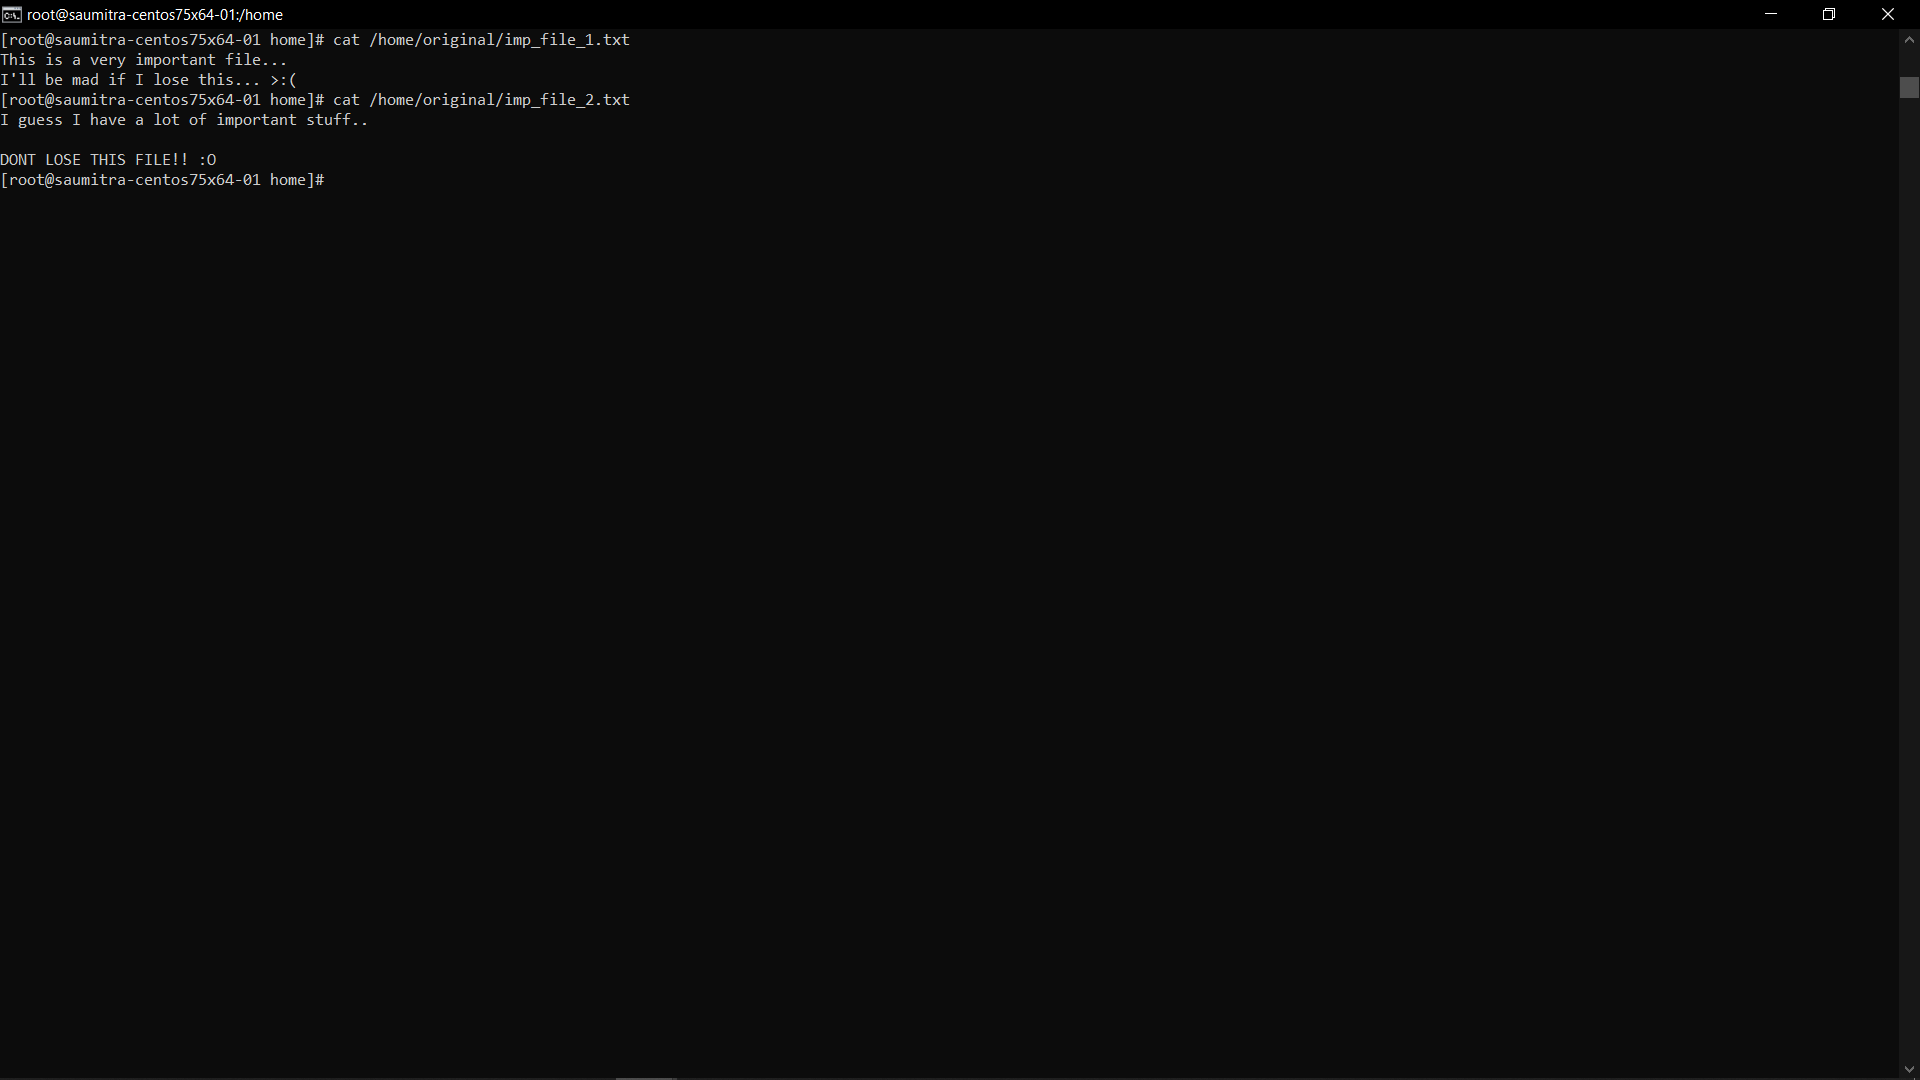 root@saumitra-centos75x64-01:/home
[root@saumitra-centos75x64-01 home]# cat /home/original/imp_file_1.txt
This is a very important file...
I'll be mad if I lose this... >:(
[root@saumitra-centos75x64-01 home]# cat /home/original/imp_file_2.txt
I guess I have a lot of important stuff..

DONT LOSE THIS FILE!! :O
[root@saumitra-centos75x64-01 home]#